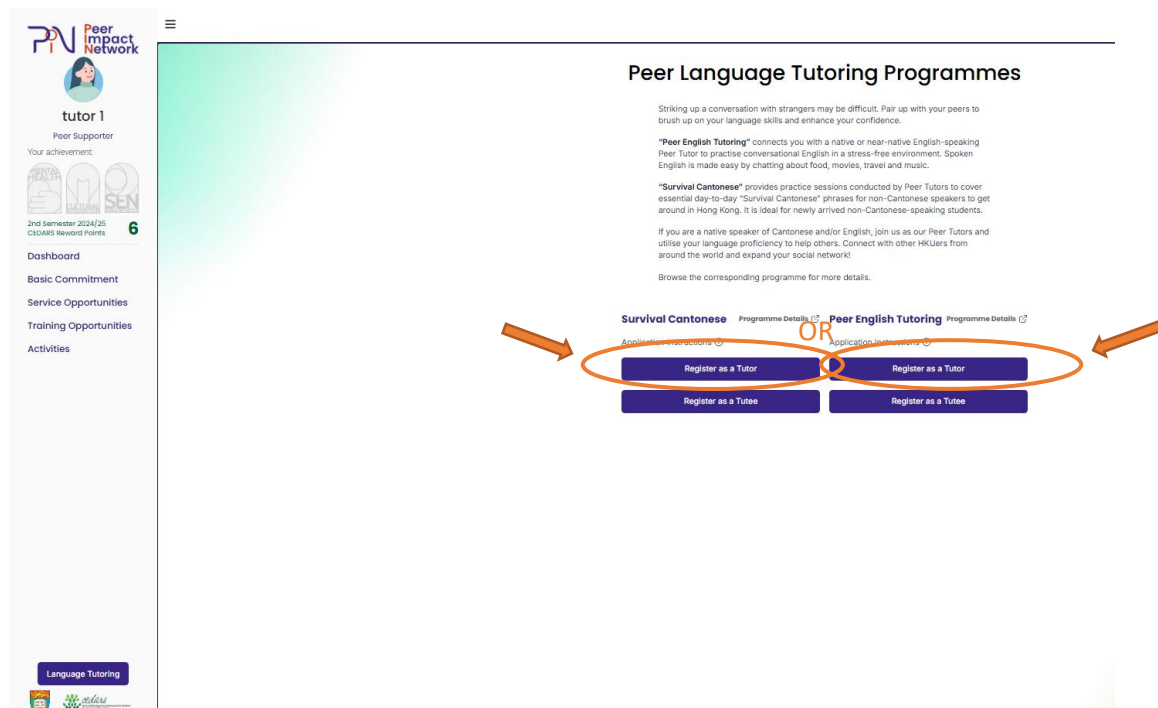 Peer
Impact
Network
tutor 1
Peer Supporter
Your achievement:
MENTAL
HEALTH
CULTURAL
SEN
2nd Semester 2024/25
CEDARS Reward Points
6
Dashboard
Basic Commitment
Service Opportunities
Training Opportunities
Activities
Language Tutoring
cedars
Peer Language Tutoring Programmes
Striking up a conversation with strangers may be difficult. Pair up with your peers to
brush up on your language skills and enhance your confidence.
"Peer English Tutoring" connects you with a native or near-native English-speaking
Peer Tutor to practise conversational English in a stress-free environment. Spoken
English is made easy by chatting about food, movies, travel and music.
"Survival Cantonese" provides practice sessions conducted by Peer Tutors to cover
essential day-to-day "Survival Cantonese" phrases for non-Cantonese speakers to get
around in Hong Kong. It is ideal for newly arrived non-Cantonese-speaking students.
If you are a native speaker of Cantonese and/or English, join us as our Peer Tutors and
utilise your language proficiency to help others. Connect with other HKUers from
around the world and expand your social network!
Browse the corresponding programme for more details.
Survival Cantonese Programme Details
Application Instructions
Register as a Tutor
Register as a Tutee
OR
Peer English Tutoring Programme Details
Application Instructions
Register as a Tutor
Register as a Tutee